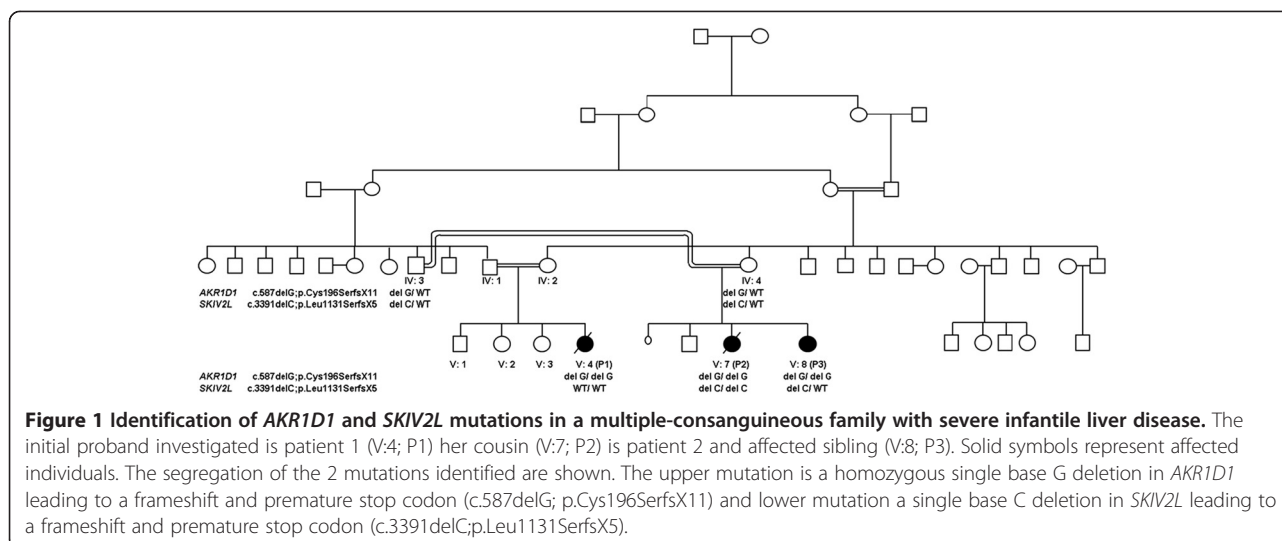 IV: 3 IV: 1 IV: 2 IV: 4
AKR1D1 c.587delG;p.Cys196SerfsX11 del G/ WT del G/ WT
SKIV2L c.3391delC;p.Leu1131SerfsX5 del C/ WT del C/ WT
V: 1 V: 2 V: 3 V: 4 (P1) V: 7 (P2) V: 8 (P3)
AKR1D1 c.587delG;p.Cys196SerfsX11 del G/ del G del G/ del G del G/ del G
SKIV2L c.3391delC;p.Leu1131SerfsX5 WT/ WT del C/ del C del C/ WT
Figure 1 Identification of AKR1D1 and SKIV2L mutations in a multiple-consanguineous family with severe infantile liver disease. The
initial proband investigated is patient 1 (V:4; P1) her cousin (V:7; P2) is patient 2 and affected sibling (V:8; P3). Solid symbols represent affected
individuals. The segregation of the 2 mutations identified are shown. The upper mutation is a homozygous single base G deletion in AKR1D1
leading to a frameshift and premature stop codon (c.587delG; p.Cys196SerfsX11) and lower mutation a single base C deletion in SKIV2L leading to
a frameshift and premature stop codon (c.3391delC;p.Leu1131SerfsX5).